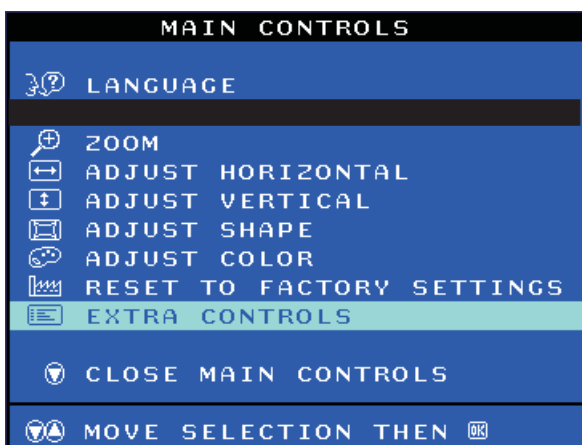 MAIN CONTROLS
LANGUAGE
ZOOM
ADJUST HORIZONTAL
ADJUST VERTICAL
ADJUST SHAPE
ADJUST COLOR
RESET TO FACTORY SETTINGS
EXTRA CONTROLS
CLOSE MAIN CONTROLS
MOVE SELECTION THEN OK